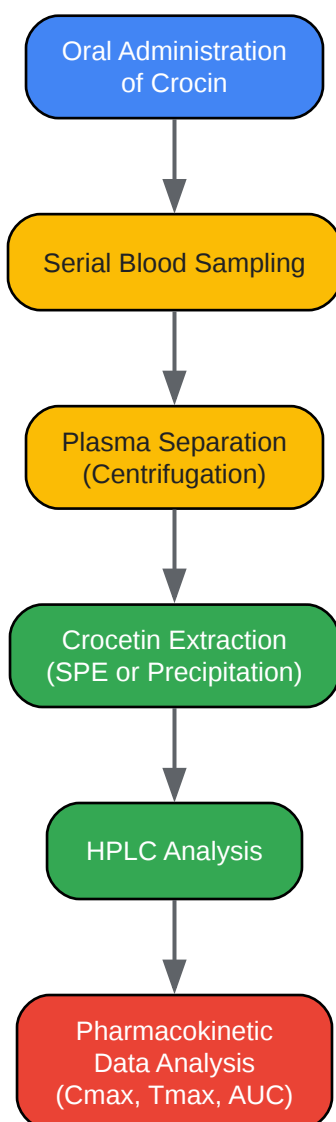 Oral Administration
of Crocin
Serial Blood Sampling
Plasma Separation
(Centrifugation)
Crocetin Extraction
(SPE or Precipitation)
HPLC Analysis
Pharmacokinetic
Data Analysis
(Cmax, Tmax, AUC)